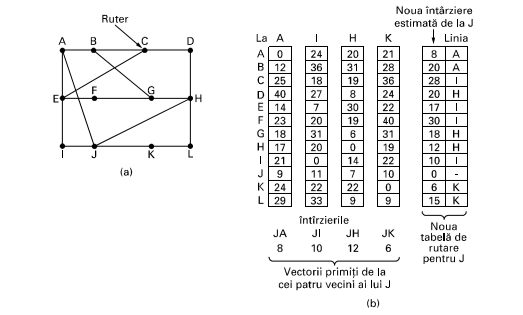 Ruter
A B C D
E F G H
I J K L
(a)
Noua întârziere
estimată de la J
La A I H K Linia
A 0 24 20 21 8 A
B 12 36 31 28 20 A
C 25 18 19 36 28 I
D 40 27 8 24 20 H
E 14 7 30 22 17 I
F 23 20 19 40 30 I
G 18 31 6 31 18 H
H 17 20 0 19 12 H
I 21 0 14 22 10 I
J 9 11 7 10 0 -
K 24 22 22 0 6 K
L 29 33 9 9 15 K
întîrzierile
JA JI JH JK
8 10 12 6
Vectorii primiți de la
cei patru vecini ai lui J
Noua
tabelă de
rutare
pentru J
(b)